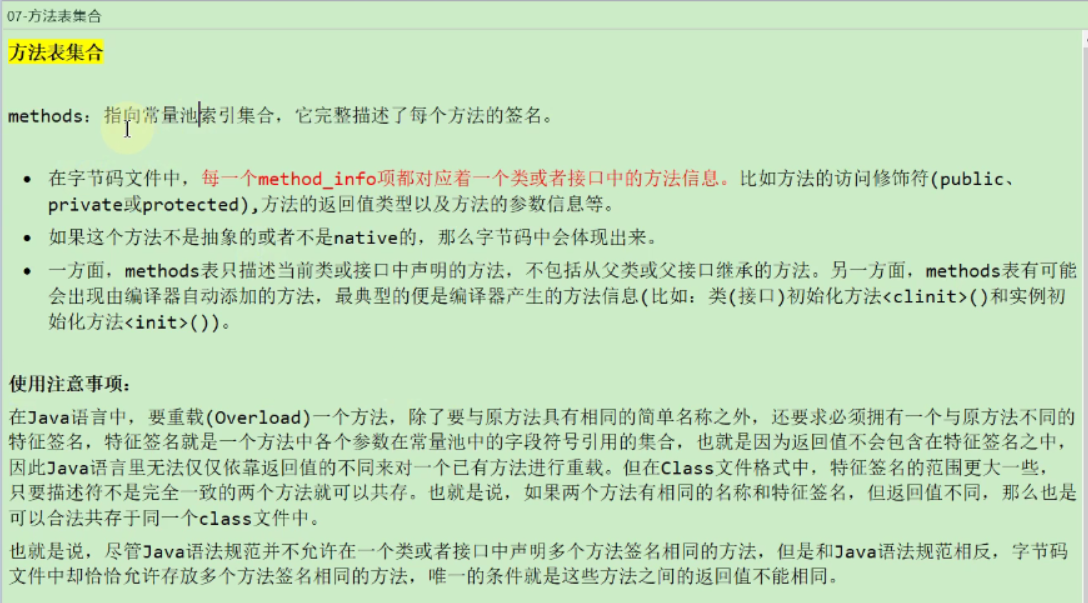 07-方法表集合
方法表集合
methods：指向常量池索引集合，它完整描述了每个方法的签名。
• 在字节码文件中，每一个method_info项都对应着一个类或者接口中的方法信息。比如方法的访问修饰符(public、
private或protected),方法的返回值类型以及方法的参数信息等。
• 如果这个方法不是抽象的或者不是native的，那么字节码中会体现出来。
• 一方面，methods表只描述当前类或接口中声明的方法，不包括从父类或父接口继承的方法。另一方面，methods表有可能
会出现由编译器自动添加的方法，最典型的便是编译器产生的方法信息(比如：类(接口)初始化方法<clinit>()和实例初
始化方法<init>())。
使用注意事项：
在Java语言中，要重载(Overload)一个方法，除了要与原方法具有相同的简单名称之外，还要求必须拥有一个与原方法不同的
特征签名，特征签名就是一个方法中各个参数在常量池中的字段符号引用的集合，也就是因为返回值不会包含在特征签名之中，
因此Java语言里无法仅仅依靠返回值的不同来对一个已有方法进行重载。但在Class文件格式中，特征签名的范围更大一些，
只要描述符不是完全一致的两个方法就可以共存。也就是说，如果两个方法有相同的名称和特征签名，但返回值不同，那么也是
可以合法共存于同一个class文件中。
也就是说，尽管Java语法规范并不允许在一个类或者接口中声明多个方法签名相同的方法，但是和Java语法规范相反，字节码
文件中却恰恰允许存放多个方法签名相同的方法，唯一的条件就是这些方法之间的返回值不能相同。